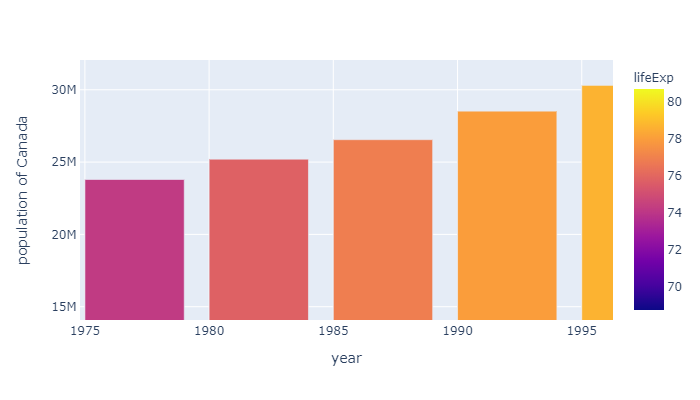 lifeExp
30M
80
78
25M
76
74
20M
72
70
15M
1975 1980 1985 1990 1995
year
population of Canada